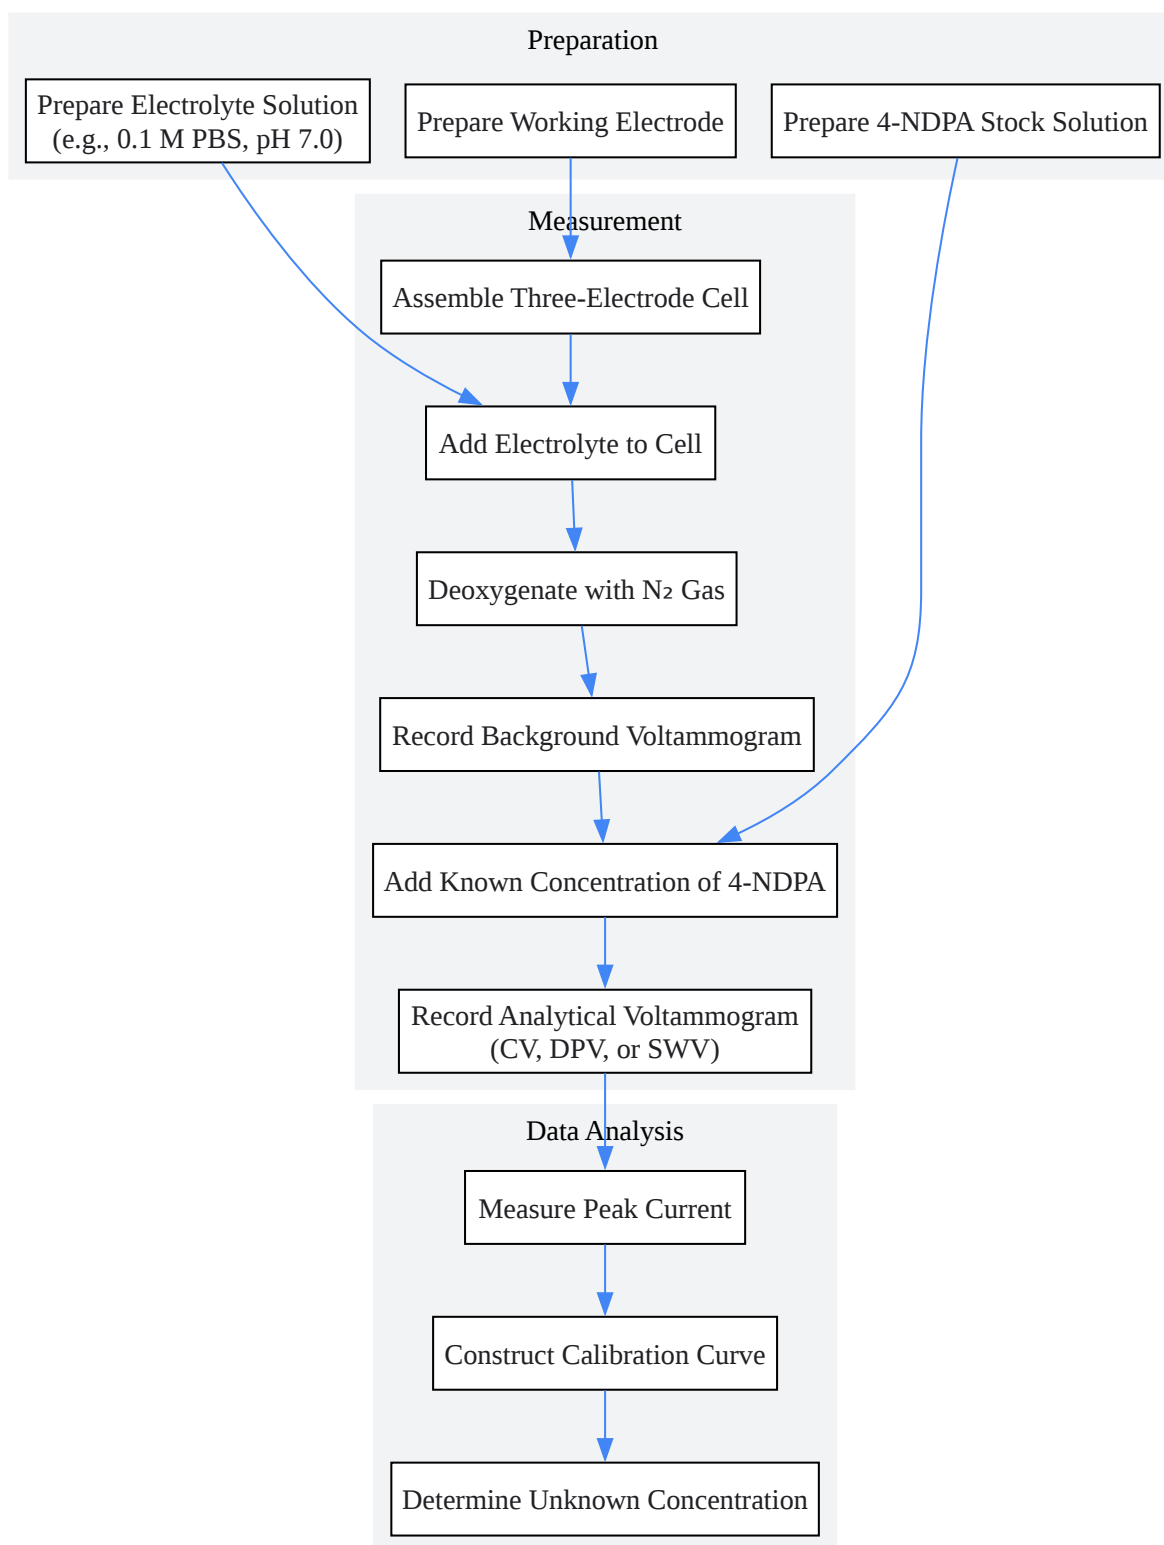 Preparation
Prepare Electrolyte Solution
(e.g., 0.1 M PBS, pH 7.0)
Prepare Working Electrode
Prepare 4-NDPA Stock Solution
Measurement
Assemble Three-Electrode Cell
Add Electrolyte to Cell
Deoxygenate with N₂ Gas
Record Background Voltammogram
Add Known Concentration of 4-NDPA
Record Analytical Voltammogram
(CV, DPV, or SWV)
Data Analysis
Measure Peak Current
Construct Calibration Curve
Determine Unknown Concentration